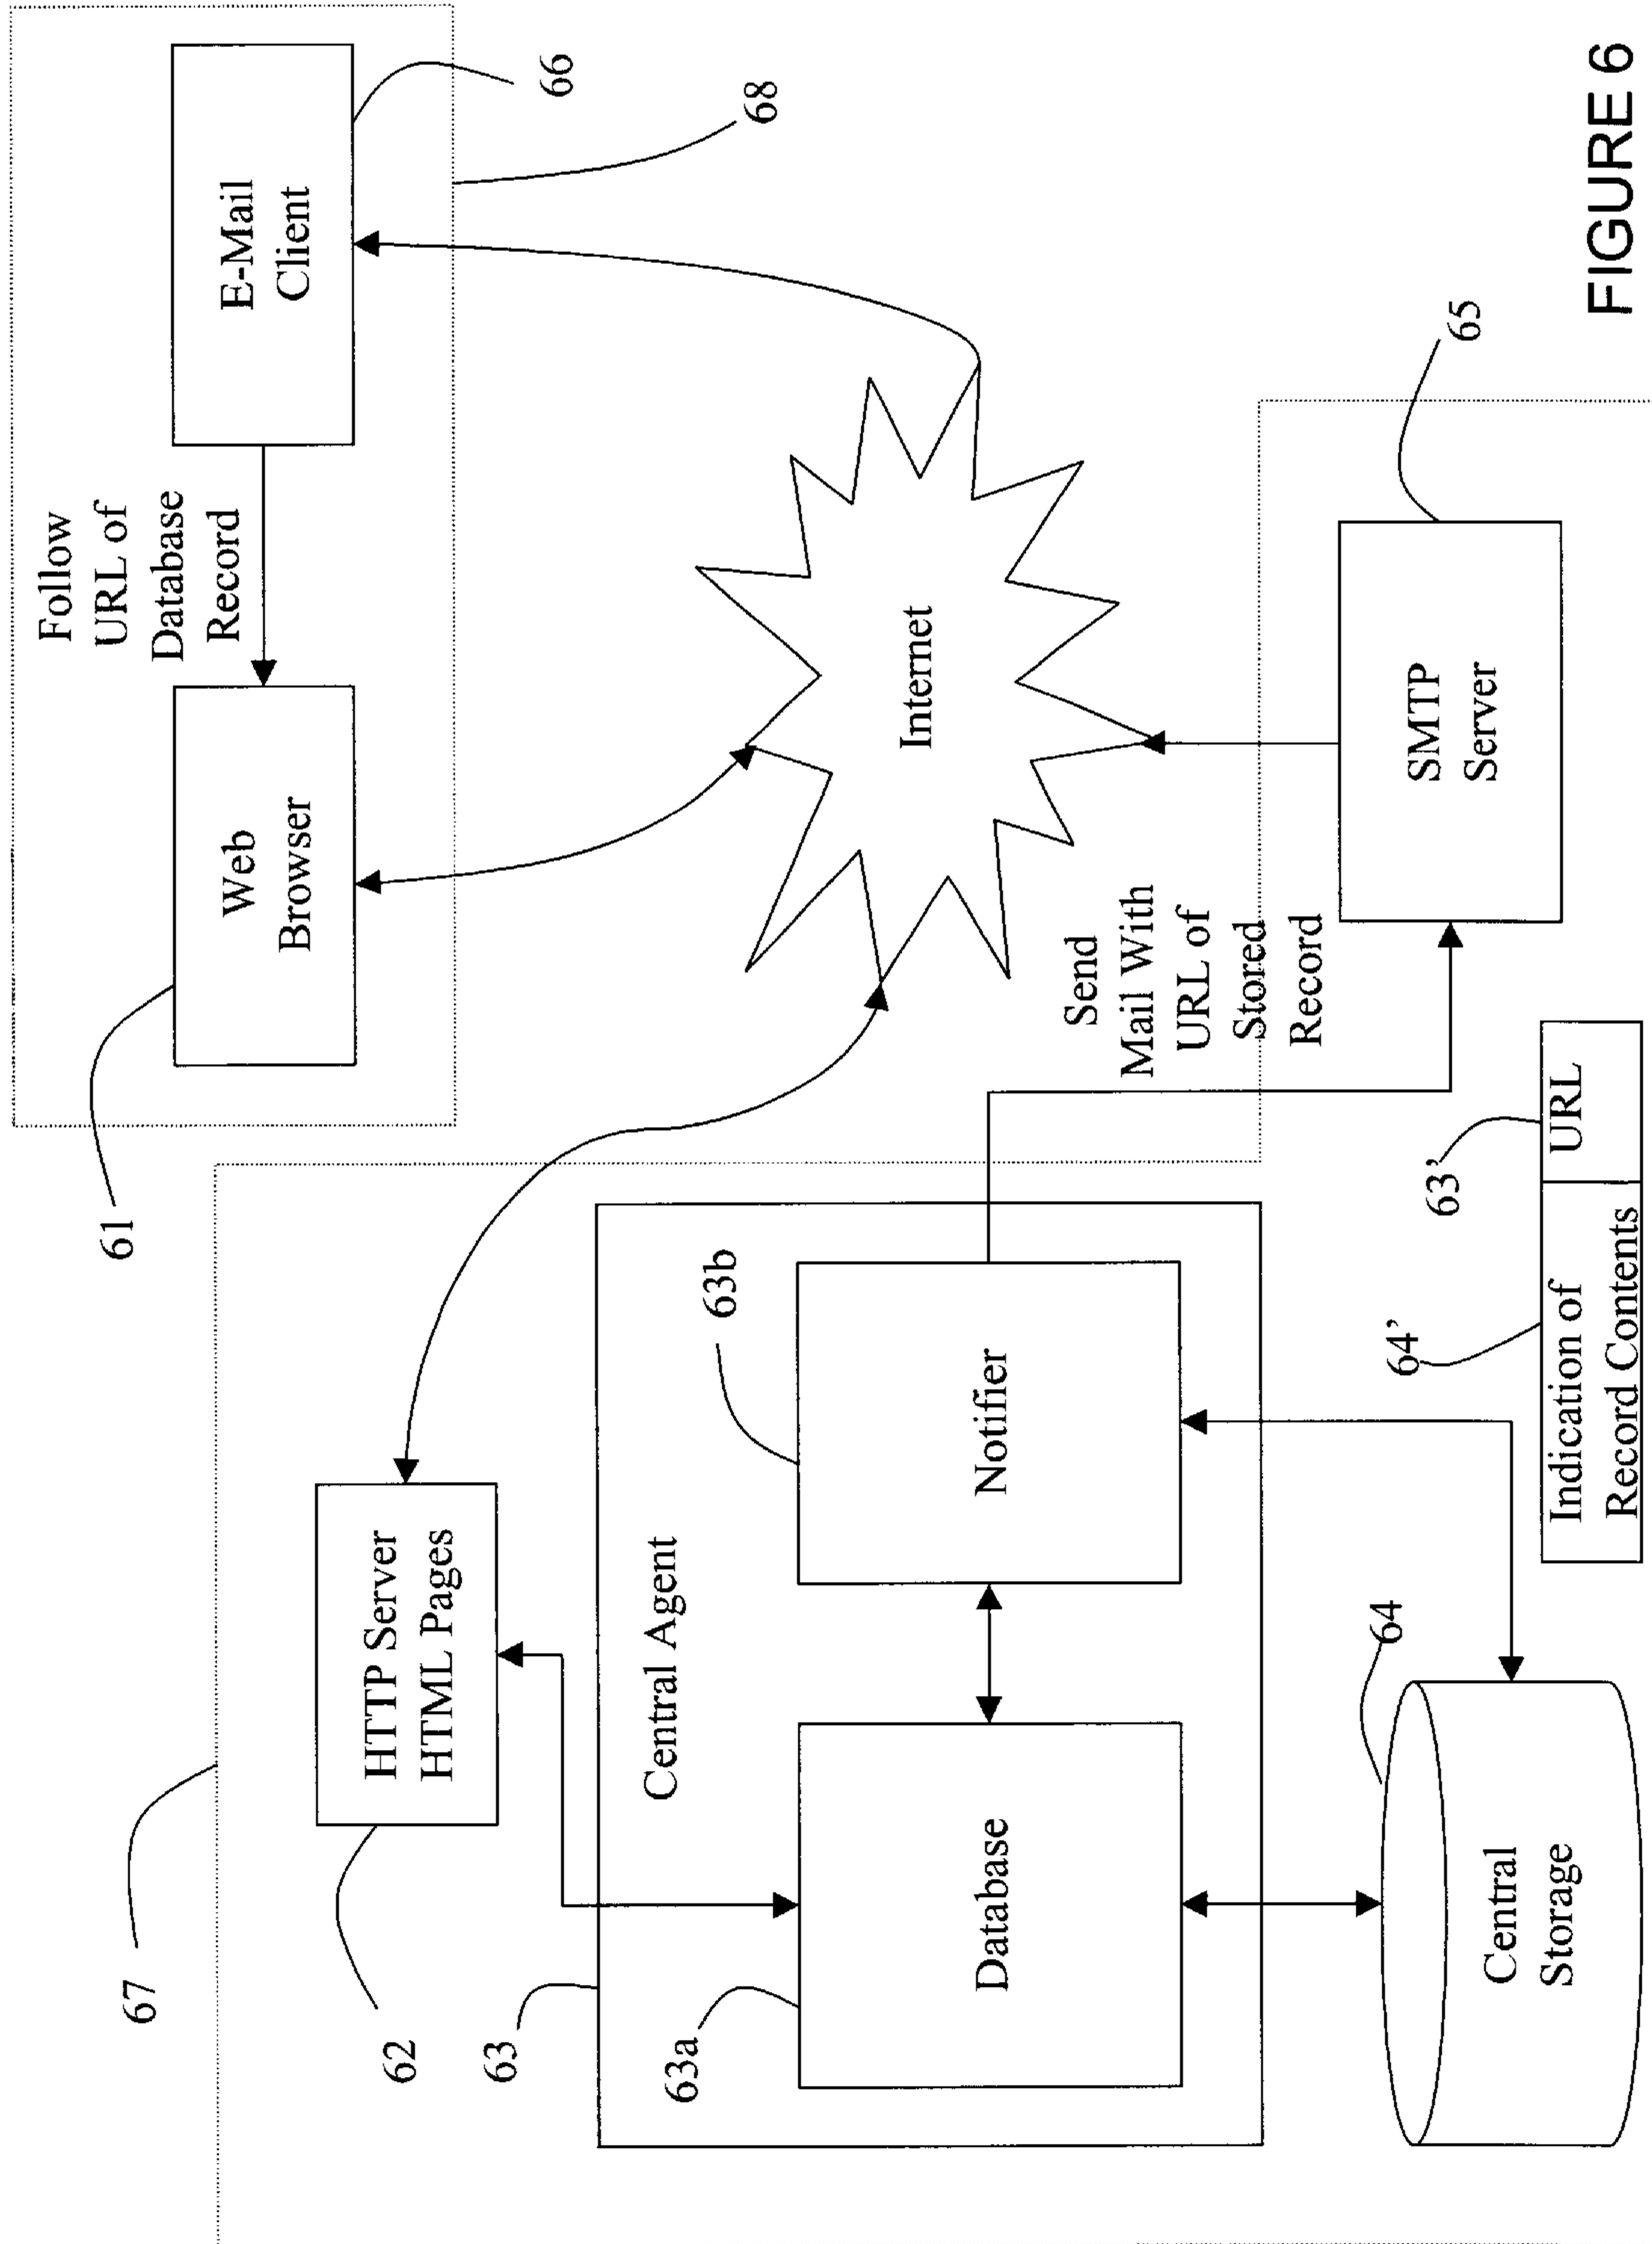 67
61
Web
Browser
Follow
URL of
Database
Record
E-Mail
Client
66
68
62
HTTP Server
HTML Pages
63
Central Agent
63a
63b
Database
Notifier
Internet
Send
Mail With
URL of
Stored
Record
64
Central
Storage
64’
63’
Indication of
Record Contents
URL
SMTP
Server
65
FIGURE 6